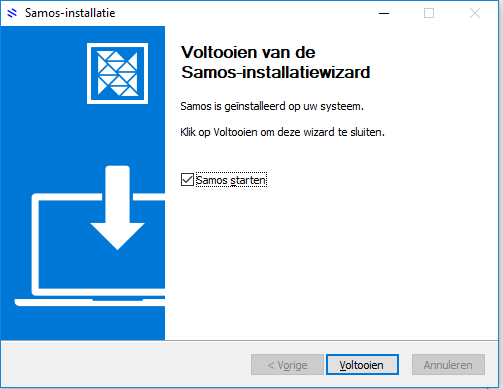 Samos-installatie
Voltooien van de
Samos-installatiewizard
Samos is geïnstalleerd op uw systeem.
Klik op Voltooien om deze wizard te sluiten.
Samos starten
< Vorige
Voltooien
Annuleren